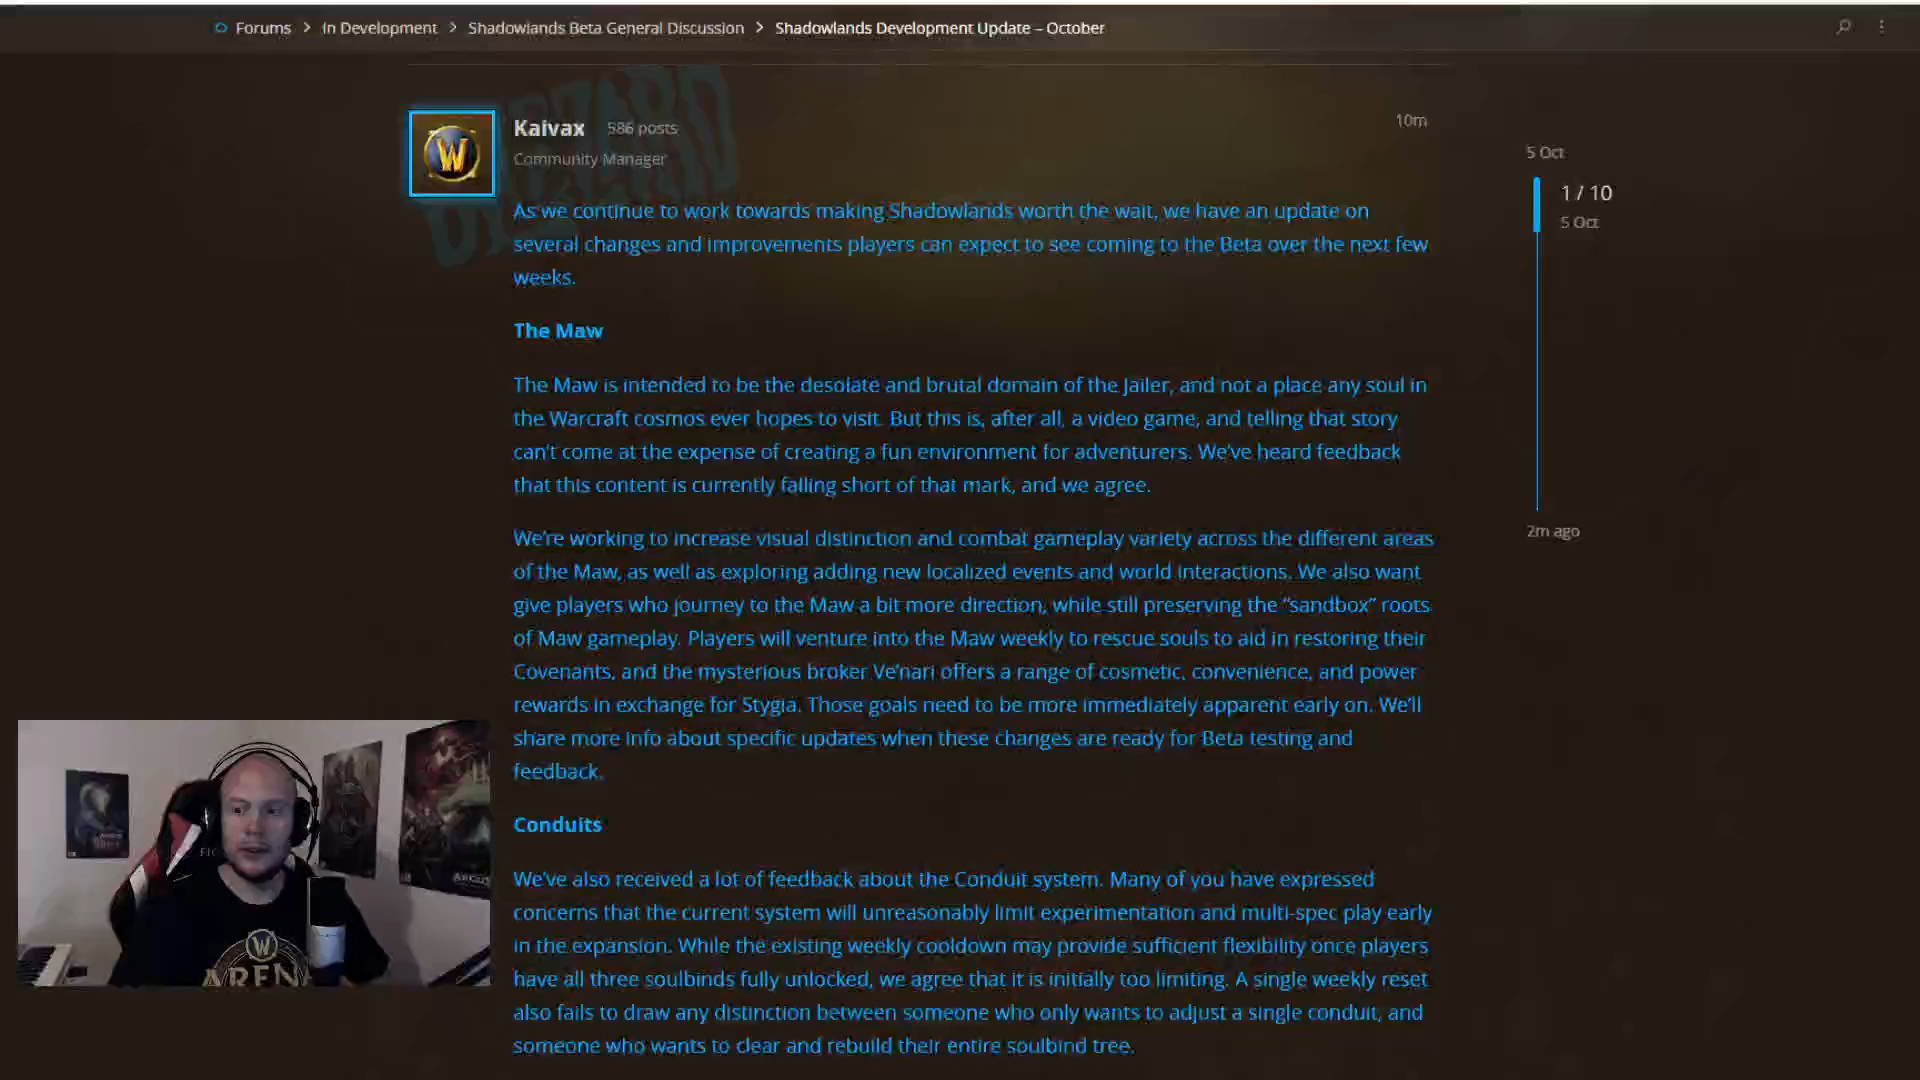 Forums > In Development > Shadowlands Beta General Discussion > Shadowlands Development Update – October
BLIZZARD
Kaivax 586 posts
10m
Community Manager
5 Oct
1 / 10
5 Oct
2m ago
As we continue to work towards making Shadowlands worth the wait, we have an update on
several changes and improvements players can expect to see coming to the Beta over the next few
weeks.
The Maw
The Maw is intended to be the desolate and brutal domain of the Jailer, and not a place any soul in
the Warcraft cosmos ever hopes to visit. But this is, after all, a video game, and telling that story
can't come at the expense of creating a fun environment for adventurers. We've heard feedback
that this content is currently falling short of that mark, and we agree.
We're working to increase visual distinction and combat gameplay variety across the different areas
of the Maw, as well as exploring adding new localized events and world interactions. We also want
give players who journey to the Maw a bit more direction, while still preserving the “sandbox” roots
of Maw gameplay. Players will venture into the Maw weekly to rescue souls to aid in restoring their
Covenants, and the mysterious broker Ve'nari offers a range of cosmetic, convenience, and power
rewards in exchange for Stygia. Those goals need to be more immediately apparent early on. We'll
share more info about specific updates when these changes are ready for Beta testing and
feedback.
Conduits
We've also received a lot of feedback about the Conduit system. Many of you have expressed
concerns that the current system will unreasonably limit experimentation and multi-spec play early
in the expansion. While the existing weekly cooldown may provide sufficient flexibility once players
have all three soulbinds fully unlocked, we agree that it is initially too limiting. A single weekly reset
also fails to draw any distinction between someone who only wants to adjust a single conduit, and
someone who wants to clear and rebuild their entire soulbind tree.
W
W
AREN